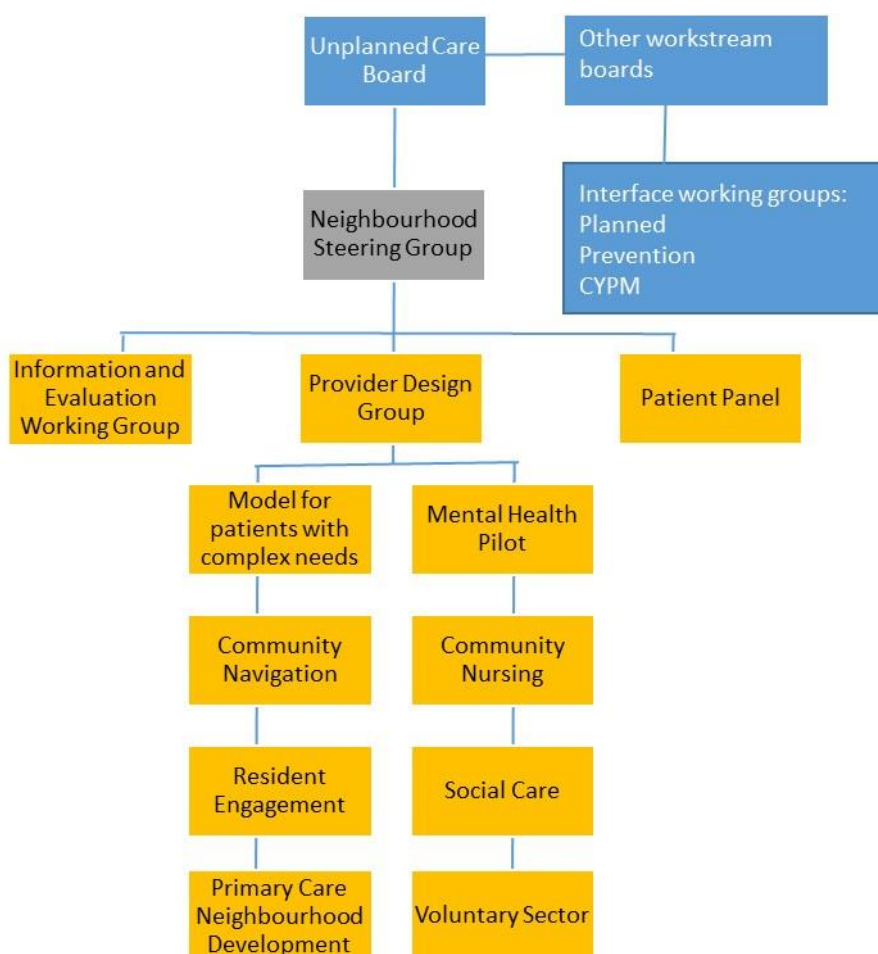 Unplanned Care
Board
Other workstream
boards
Interface working groups:
Planned
Prevention
CYPM
Neighbourhood
Steering Group
Information and
Evaluation
Working Group
Provider Design
Group
Patient Panel
Model for
patients with
complex needs
Mental Health
Pilot
Community
Navigation
Community
Nursing
Resident
Engagement
Social Care
Primary Care
Neighbourhood
Development
Voluntary Sector